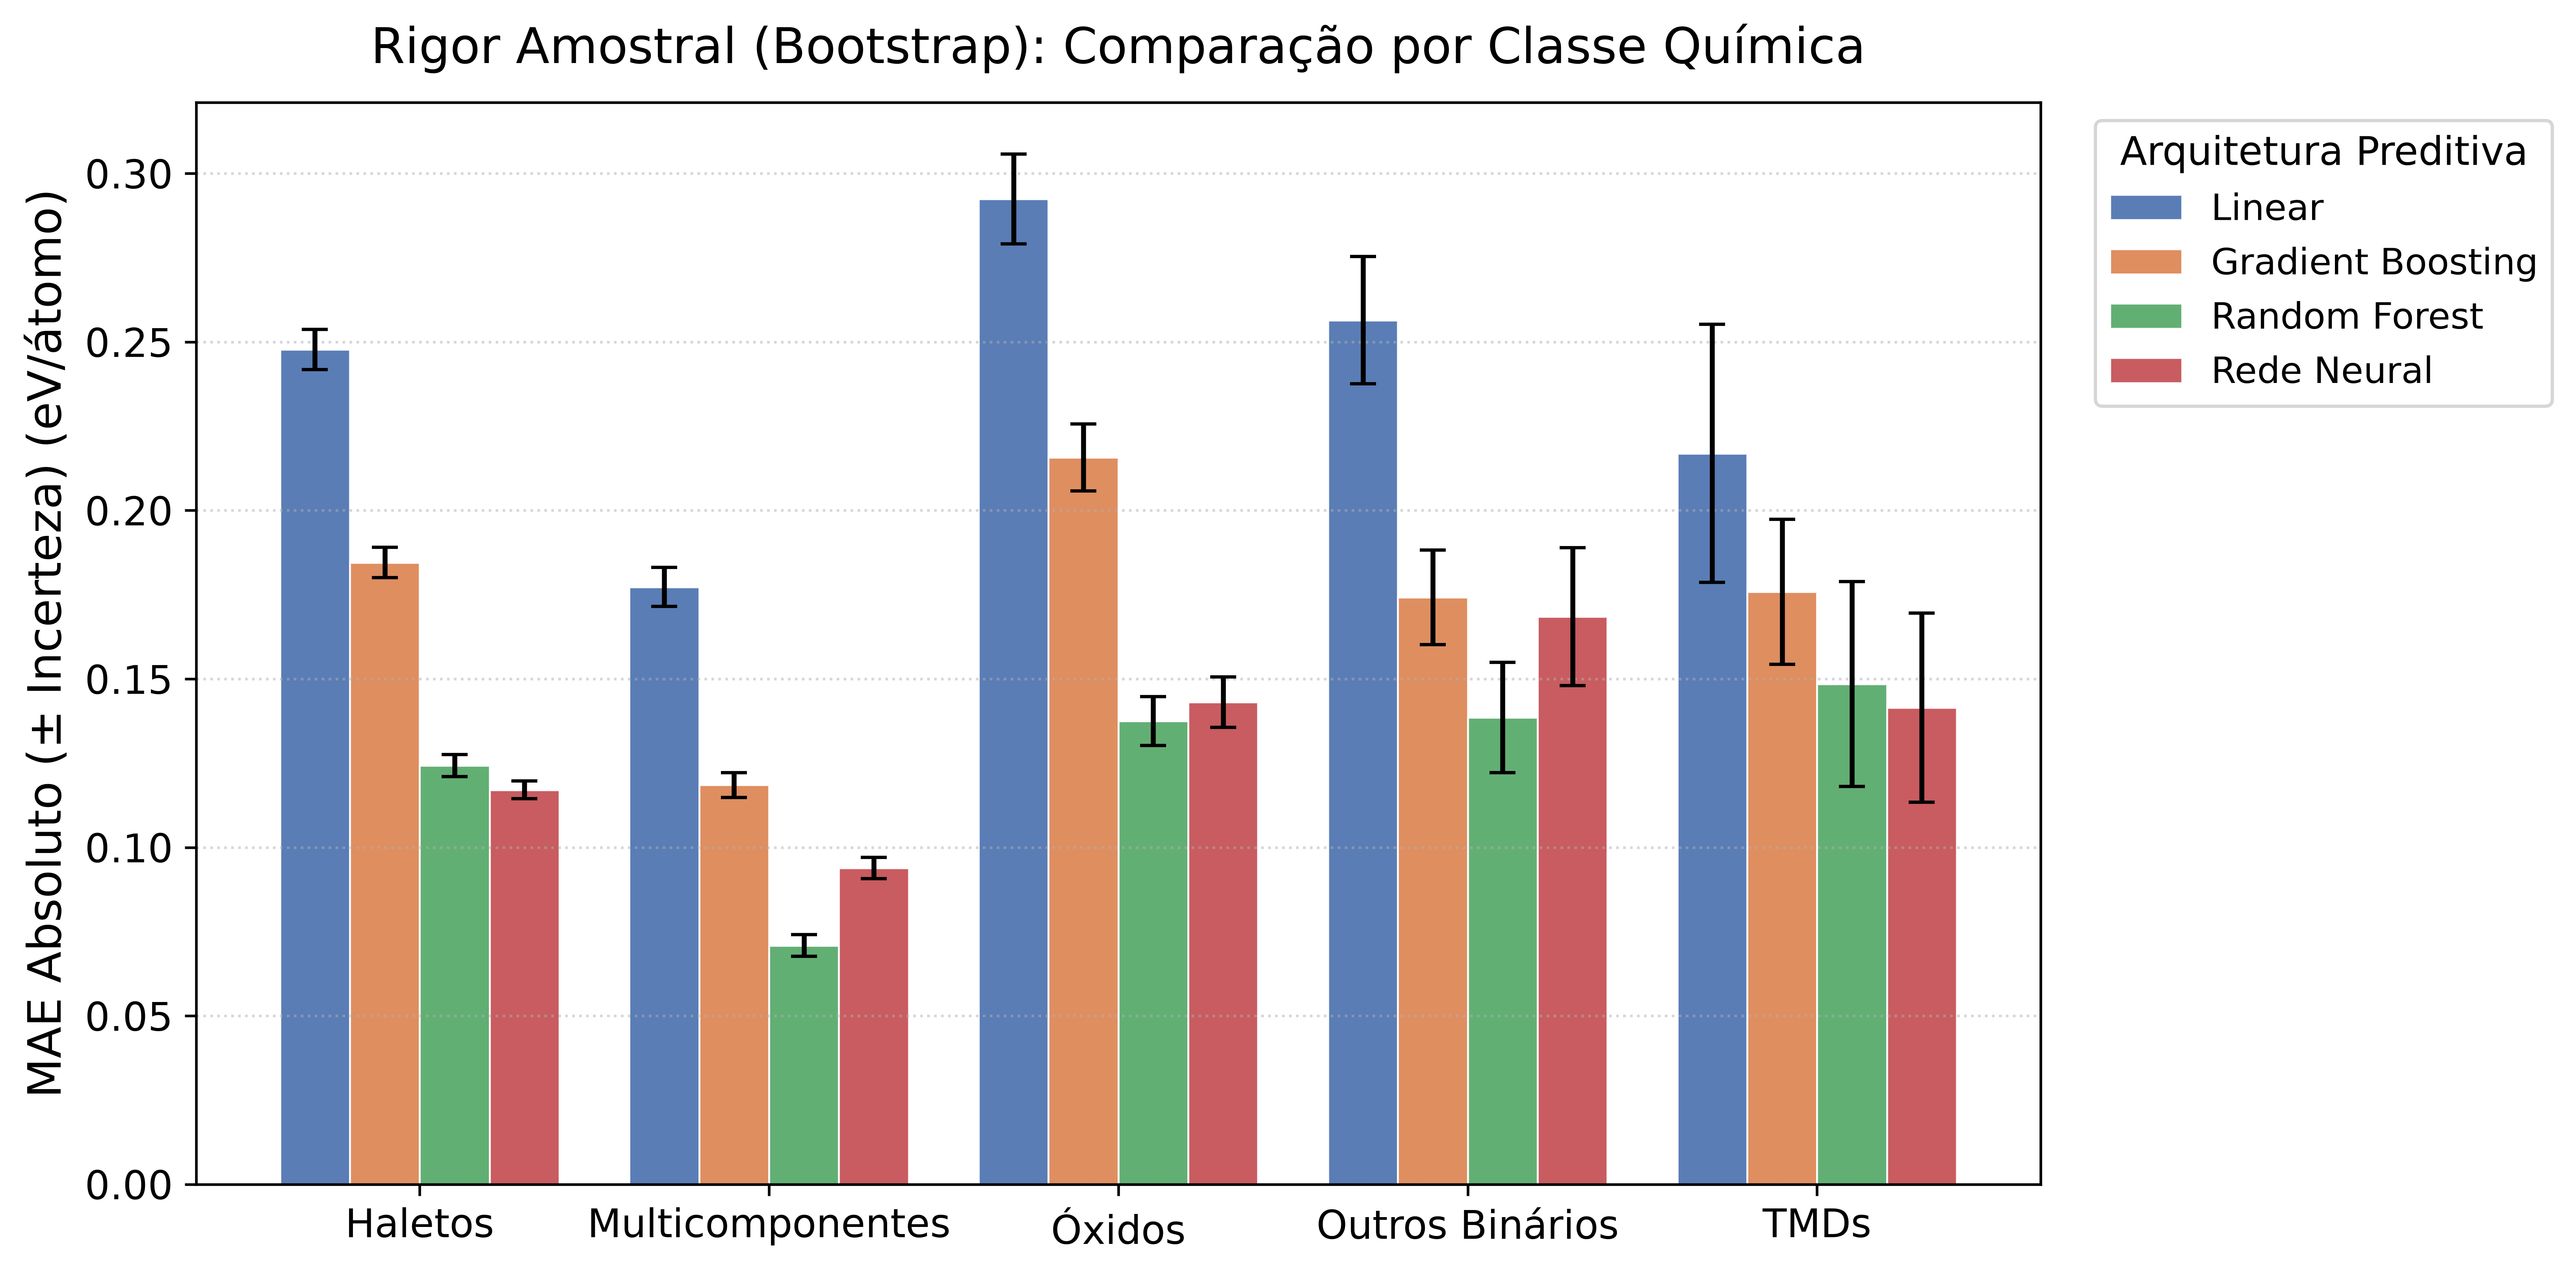 Rigor Amostral (Bootstrap): Comparação por Classe Química
MAE Absoluto (± Incerteza) (eV/átomo)
0.30
0.25
0.20
0.15
0.10
0.05
0.00
Haletos
Multicomponentes
Óxidos
Outros Binários
TMDs
Arquitetura Preditiva
Linear
Gradient Boosting
Random Forest
Rede Neural